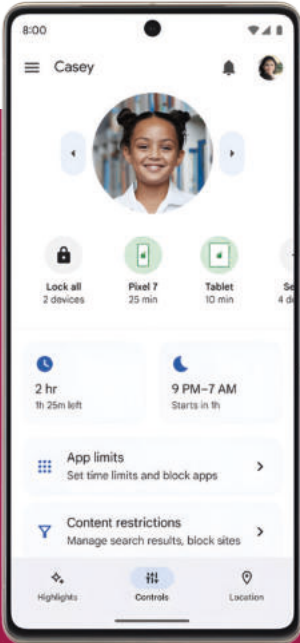 8:00
Casey
Lock all
2 devices
Pixel 7
25 min
Tablet
10 min
Se
4 d
2 hr
1h 25m left
9 PM–7 AM
Starts in 1h
App limits
Set time limits and block apps
Content restrictions
Manage search results, block sites
Highlights
Controls
Location